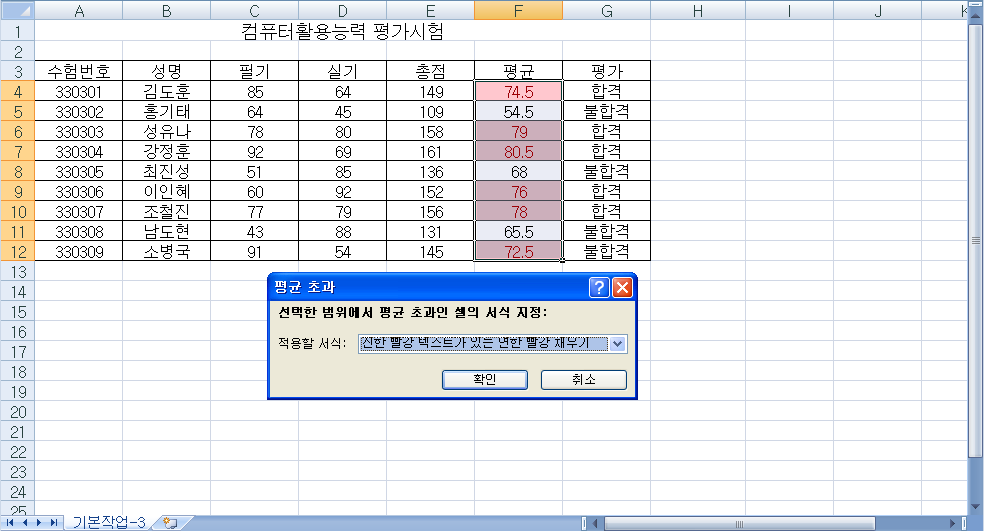 A B C D E F G H I J K
1 컴퓨터활용능력 평가시험
2
3 수험번호 성명 필기 실기 총점 평균 평가
4 330301 김도훈 85 64 149 74.5 합격
5 330302 홍기태 64 45 109 54.5 불합격
6 330303 성유나 78 80 158 79 합격
7 330304 강정훈 92 69 161 80.5 합격
8 330305 최진성 51 85 136 68 불합격
9 330306 이인혜 60 92 152 76 합격
10 330307 조철진 77 79 156 78 합격
11 330308 남도현 43 88 131 65.5 불합격
12 330309 소병국 91 54 145 72.5 불합격
13
14
15
16
17
18
19
20
21
22
23
24
25
평균 초과
선택한 범위에서 평균 초과인 셀의 서식 지정:
적용할 서식: 진한 빨강 텍스트가 있는 연한 빨강 채우기
확인 취소
기본작업-3